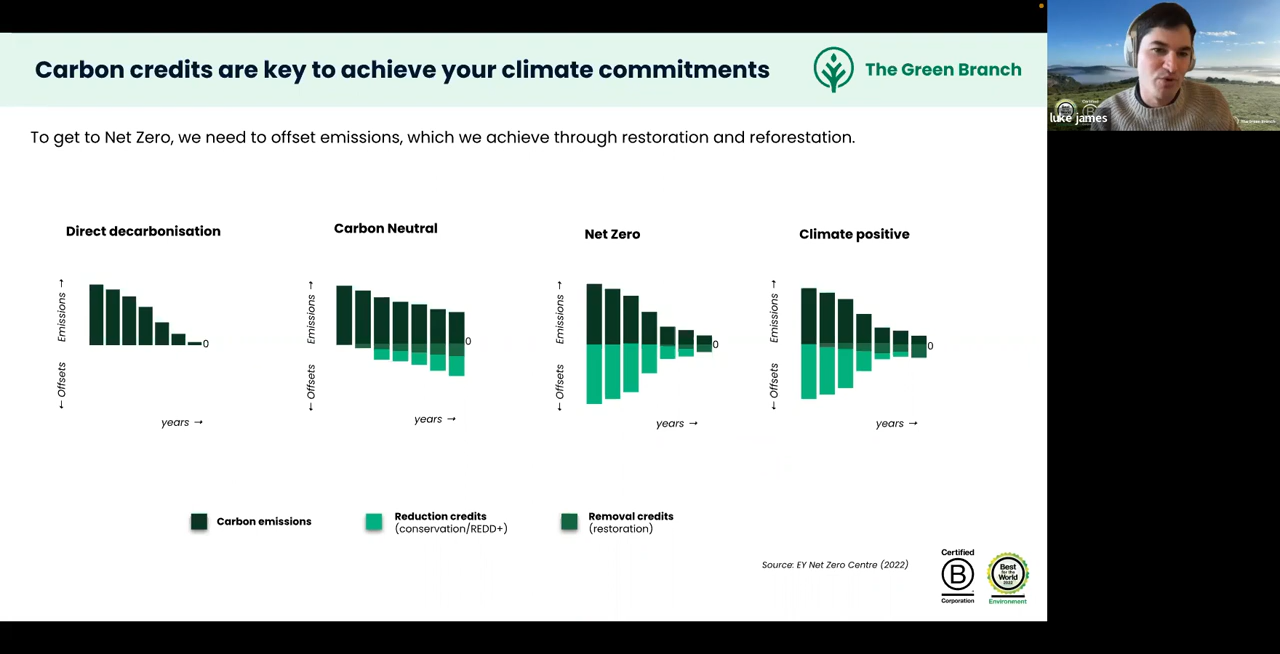 Carbon credits are key to achieve your climate commitments
The Green Branch
To get to Net Zero, we need to offset emissions, which we achieve through restoration and reforestation.
Direct decarbonisation
Carbon Neutral
Net Zero
Climate positive
← Offsets Emissions →
0
years →
← Offsets Emissions →
0
years →
← Offsets Emissions →
0
years →
← Offsets Emissions →
0
years →
Carbon emissions
Reduction credits
(conservation/REDD+)
Removal credits
(restoration)
Source: EY Net Zero Centre (2022)
Certified
B
Corporation
Best
for the
World
2022
Environment
luke james
The Green Branch